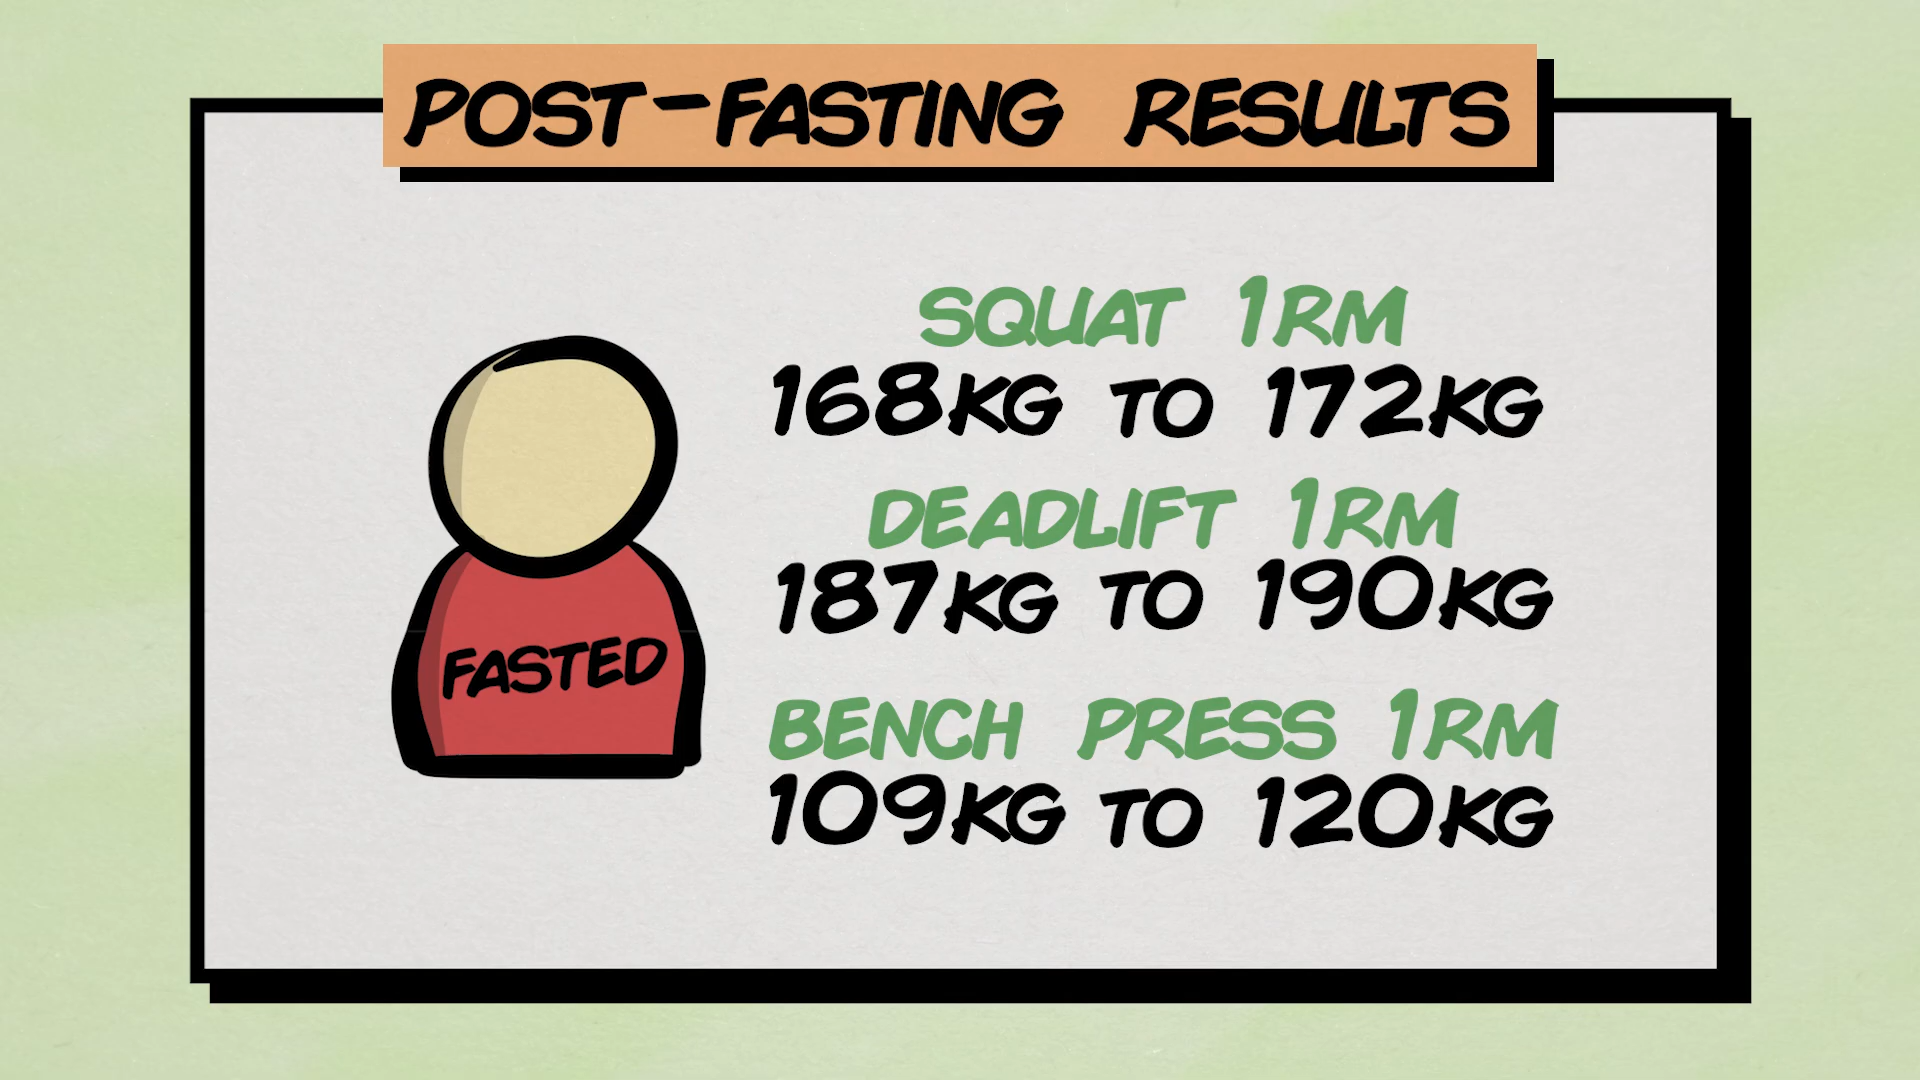 POST-FASTING RESULTS
SQUAT 1RM
168KG TO 172KG
DEADLIFT 1RM
187KG TO 190KG
FASTED
BENCH PRESS 1RM
109KG TO 120KG